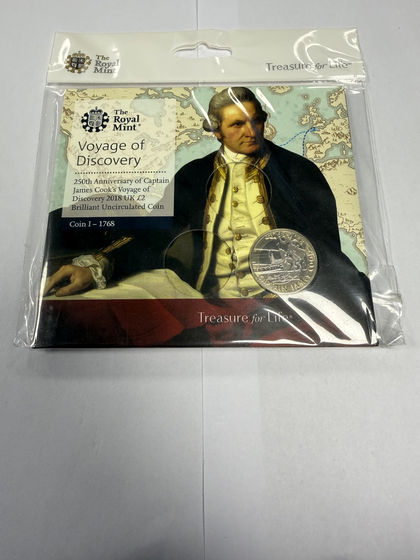 The
Royal
Mint®
Treasure for Life®
The
Royal
Mint®
Voyage of
Discovery
250th Anniversary of Captain
James Cook's Voyage of
Discovery 2018 UK £2
Brilliant Uncirculated Coin
Coin I – 1768
Treasure for Life®